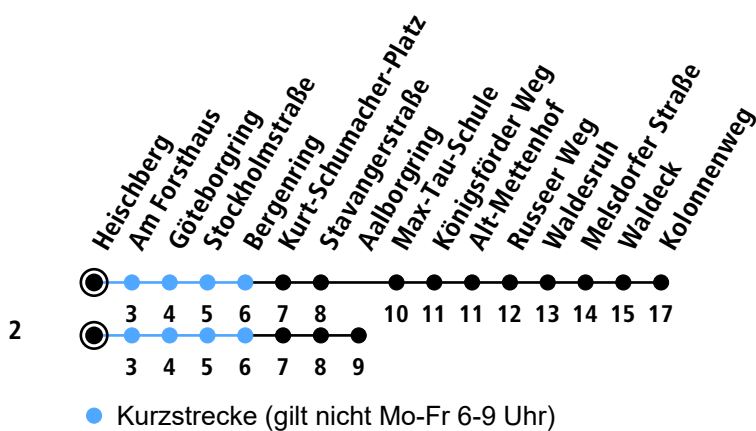 Heischberg
Am Forsthaus
Göteborgring
Stockholmstraße
Bergenring
Kurt-Schumacher-Platz
Stavangerstraße
Aalborgring
Max-Tau-Schule
Königsförder Weg
Alt-Mettenhof
Russeer Weg
Waldesruh
Melsdorfer Straße
Waldeck
Kolonnenweg
3 4 5 6 7 8 10 11 11 12 13 14 15 17
2
3 4 5 6 7 8 9
Kurzstrecke (gilt nicht Mo-Fr 6-9 Uhr)